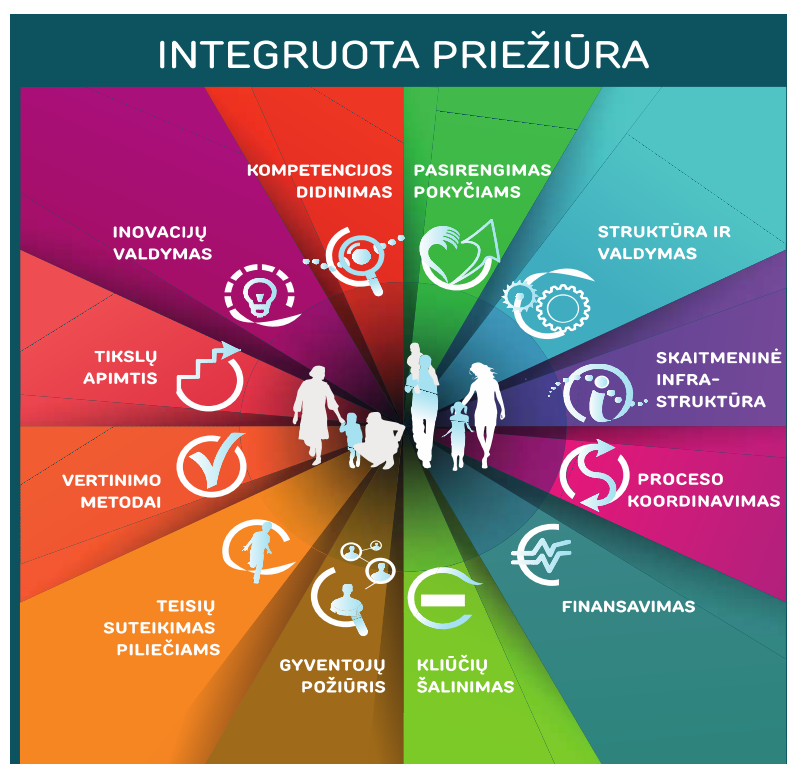 INTEGRUOTA PRIEŽIŪRA
KOMPETENCIJOS
DIDINIMAS
PASIRENGIMAS
POKYČIAMS
STRUKTŪRA IR
VALDYMAS
SKAITMENINĖ
INFRA-
STRUKTŪRA
PROCESO
KOORDINAVIMAS
FINANSAVIMAS
KLIŪČIŲ
ŠALINIMAS
GYVENTOJŲ
POŽIŪRIS
TEISIŲ
SUTEIKIMAS
PILIEČIAMS
VERTINIMO
METODAI
TIKSLŲ
APIMTIS
INOVACIJŲ
VALDYMAS